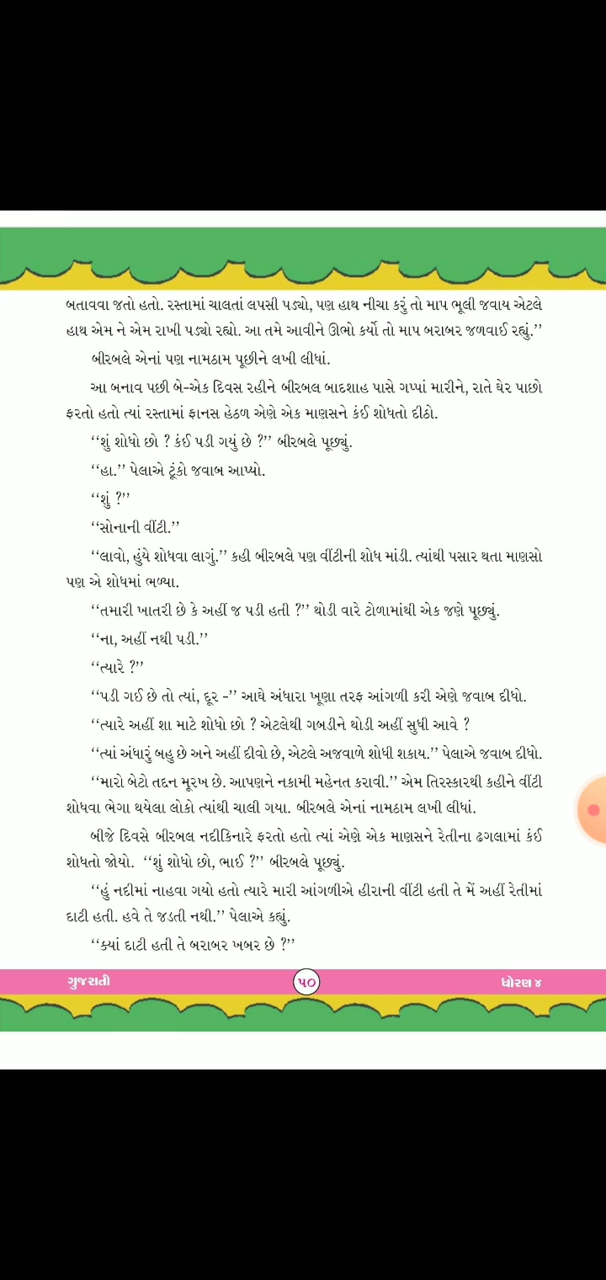 બતાવવા જતો હતો. રસ્તામાં ચાલતાં લપસી પડ્યો, પણ હાથ નીચા કરું તો માપ ભૂલી જવાય એટલે
હાથ એમ ને એમ રાખી પડ્યો રહ્યો. આ તમે આવીને ઊભો કર્યો તો માપ બરાબર જળવાઈ રહ્યું.’’
બીરબલે એનાં પણ નામઠામ પૂછીને લખી લીધાં.
આ બનાવ પછી બે-એક દિવસ રહીને બીરબલ બાદશાહ પાસે ગપ્પાં મારીને, રાતે ઘેર પાછો
ફરતો હતો ત્યાં રસ્તામાં ફાનસ હેઠળ એણે એક માણસને કંઈ શોધતો દીઠો.
‘‘શું શોધો છો ? કંઈ પડી ગયું છે ?’’ બીરબલે પૂછ્યું.
‘‘હા.’’ પેલાએ ટૂંકો જવાબ આપ્યો.
‘‘શું ?’’
‘‘સોનાની વીંટી.’’
‘‘લાવો, હુંયે શોધવા લાગું.’’ કહી બીરબલે પણ વીંટીની શોધ માંડી. ત્યાંથી પસાર થતા માણસો
પણ એ શોધમાં ભળ્યા.
‘‘તમારી ખાતરી છે કે અહીં જ પડી હતી ?’’ થોડી વારે ટોળામાંથી એક જણે પૂછ્યું.
‘‘ના, અહીં નથી પડી.’’
‘‘ત્યારે ?’’
‘‘પડી ગઈ છે તો ત્યાં, દૂર -’’ આઘે અંધારા ખૂણા તરફ આંગળી કરી એણે જવાબ દીધો.
‘‘ત્યારે અહીં શા માટે શોધો છો ? એટલેથી ગબડીને થોડી અહીં સુધી આવે ?
‘‘ત્યાં અંધારું બહુ છે અને અહીં દીવો છે, એટલે અજવાળે શોધી શકાય.’’ પેલાએ જવાબ દીધો.
‘‘મારો બેટો તદ્દન મૂરખ છે. આપણને નકામી મહેનત કરાવી.’’ એમ તિરસ્કારથી કહીને વીંટી
શોધવા ભેગા થયેલા લોકો ત્યાંથી ચાલી ગયા. બીરબલે એનાં નામઠામ લખી લીધાં.
બીજે દિવસે બીરબલ નદીકિનારે ફરતો હતો ત્યાં એણે એક માણસને રેતીના ઢગલામાં કંઈ
શોધતો જોયો. ‘‘શું શોધો છો, ભાઈ ?’’ બીરબલે પૂછ્યું.
‘‘હું નદીમાં નાહવા ગયો હતો ત્યારે મારી આંગળીએ હીરાની વીંટી હતી તે મેં અહીં રેતીમાં
દાટી હતી. હવે તે જડતી નથી.’’ પેલાએ કહ્યું.
‘‘ક્યાં દાટી હતી તે બરાબર ખબર છે ?’’
ગુજરાતી ૫૦ ધોરણ ૪